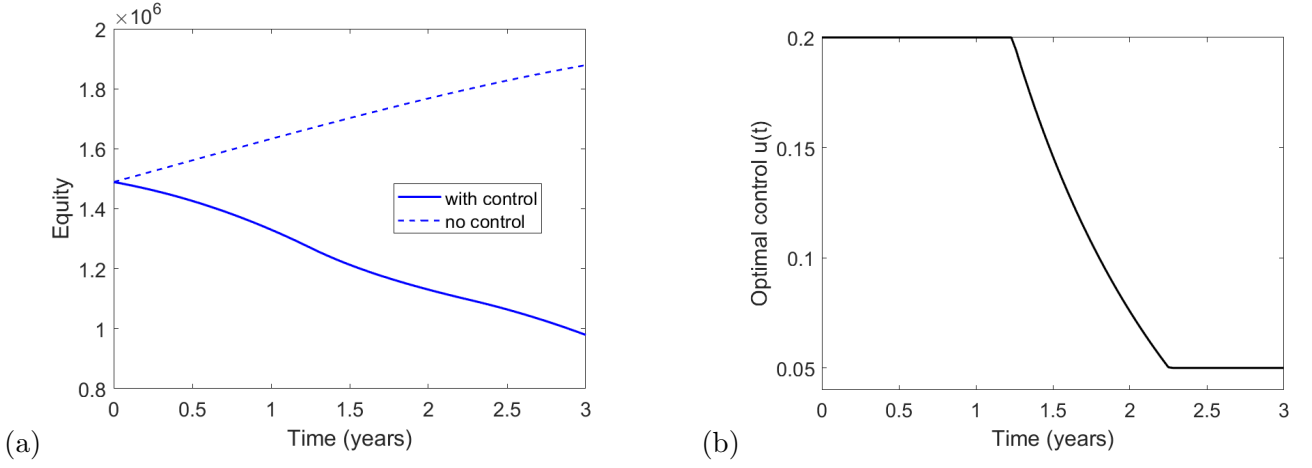 ×10⁶
2
1.8
1.6
1.4
1.2
1
0.8
Equity
with control
no control
0 0.5 1 1.5 2 2.5 3
Time (years)
(a)
0.2
0.15
0.1
0.05
Optimal control u(t)
0 0.5 1 1.5 2 2.5 3
Time (years)
(b)